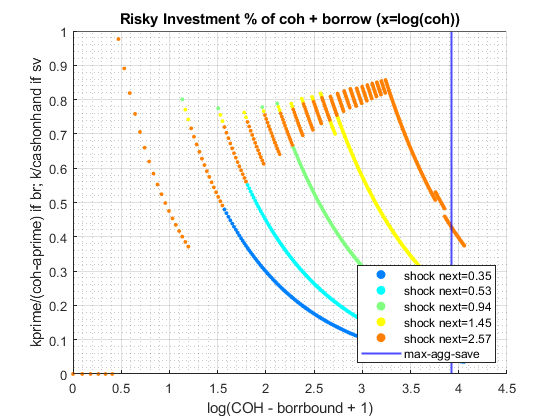 Risky Investment % of coh + borrow (x=log(coh))
kprime/(coh-aprime) if br; k/cashonhand if sv
1
0.9
0.8
0.7
0.6
0.5
0.4
0.3
0.2
0.1
0
shock next=0.35
shock next=0.53
shock next=0.94
shock next=1.45
shock next=2.57
max-agg-save
0 0.5 1 1.5 2 2.5 3 3.5 4 4.5
log(COH - borrbound + 1)